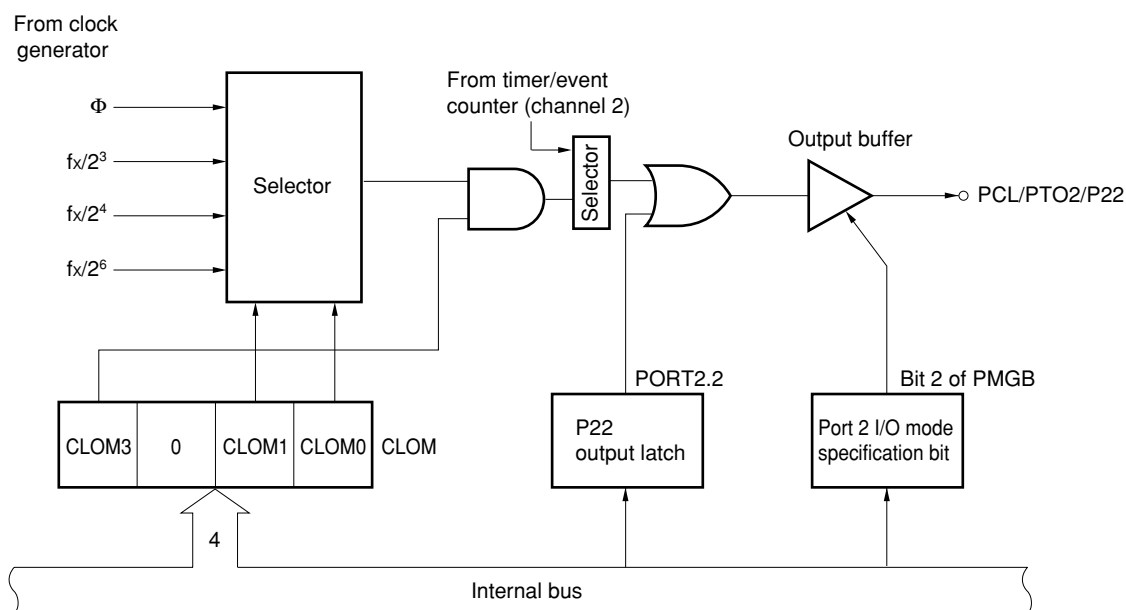 From clock
generator
Φ
fx/2³
fx/2⁴
fx/2⁶
Selector
From timer/event
counter (channel 2)
Selector
Output buffer
PCL/PTO2/P22
PORT2.2
Bit 2 of PMGB
CLOM3
0
CLOM1
CLOM0
CLOM
P22
output latch
Port 2 I/O mode
specification bit
4
Internal bus